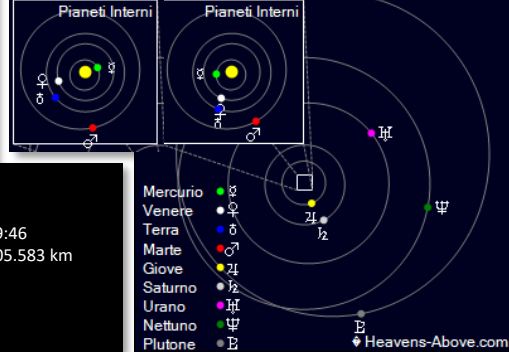 Pianeti Interni
Pianeti Interni
9:46
05.583 km
Mercurio ☿
Venere ♀
Terra ♁
Marte ♂
Giove ♃
Saturno ♄
Urano ♅
Nettuno ♆
Plutone ♇
Heavens-Above.com